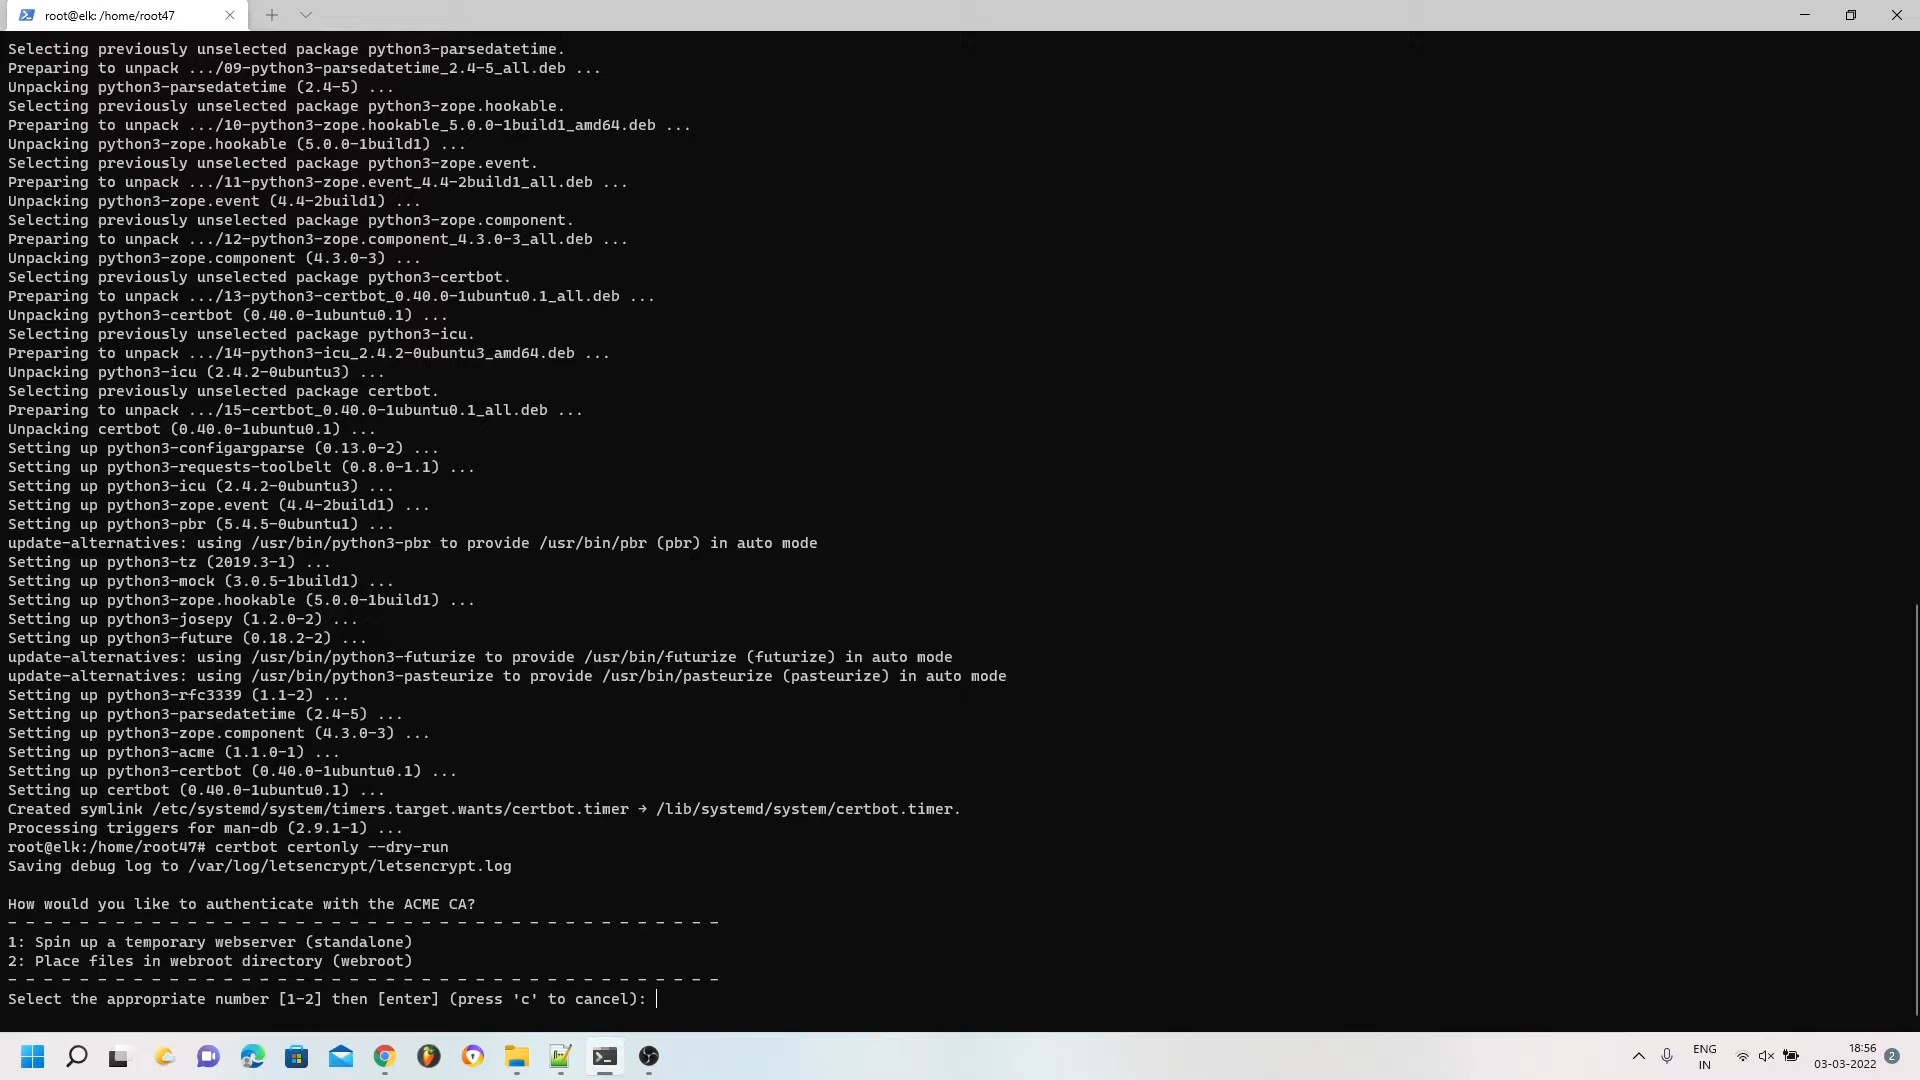 root@elk: /home/root47
Selecting previously unselected package python3-parsedatetime.
Preparing to unpack .../09-python3-parsedatetime_2.4-5_all.deb ...
Unpacking python3-parsedatetime (2.4-5) ...
Selecting previously unselected package python3-zope.hookable.
Preparing to unpack .../10-python3-zope.hookable_5.0.0-1build1_amd64.deb ...
Unpacking python3-zope.hookable (5.0.0-1build1) ...
Selecting previously unselected package python3-zope.event.
Preparing to unpack .../11-python3-zope.event_4.4-2build1_all.deb ...
Unpacking python3-zope.event (4.4-2build1) ...
Selecting previously unselected package python3-zope.component.
Preparing to unpack .../12-python3-zope.component_4.3.0-3_all.deb ...
Unpacking python3-zope.component (4.3.0-3) ...
Selecting previously unselected package python3-certbot.
Preparing to unpack .../13-python3-certbot_0.40.0-1ubuntu0.1_all.deb ...
Unpacking python3-certbot (0.40.0-1ubuntu0.1) ...
Selecting previously unselected package python3-icu.
Preparing to unpack .../14-python3-icu_2.4.2-0ubuntu3_amd64.deb ...
Unpacking python3-icu (2.4.2-0ubuntu3) ...
Selecting previously unselected package certbot.
Preparing to unpack .../15-certbot_0.40.0-1ubuntu0.1_all.deb ...
Unpacking certbot (0.40.0-1ubuntu0.1) ...
Setting up python3-configargparse (0.13.0-2) ...
Setting up python3-requests-toolbelt (0.8.0-1.1) ...
Setting up python3-icu (2.4.2-0ubuntu3) ...
Setting up python3-zope.event (4.4-2build1) ...
Setting up python3-pbr (5.4.5-0ubuntu1) ...
update-alternatives: using /usr/bin/python3-pbr to provide /usr/bin/pbr (pbr) in auto mode
Setting up python3-tz (2019.3-1) ...
Setting up python3-mock (3.0.5-1build1) ...
Setting up python3-zope.hookable (5.0.0-1build1) ...
Setting up python3-josepy (1.2.0-2) ...
Setting up python3-future (0.18.2-2) ...
update-alternatives: using /usr/bin/python3-futurize to provide /usr/bin/futurize (futurize) in auto mode
update-alternatives: using /usr/bin/python3-pasteurize to provide /usr/bin/pasteurize (pasteurize) in auto mode
Setting up python3-rfc3339 (1.1-2) ...
Setting up python3-parsedatetime (2.4-5) ...
Setting up python3-zope.component (4.3.0-3) ...
Setting up python3-acme (1.1.0-1) ...
Setting up python3-certbot (0.40.0-1ubuntu0.1) ...
Setting up certbot (0.40.0-1ubuntu0.1) ...
Created symlink /etc/systemd/system/timers.target.wants/certbot.timer → /lib/systemd/system/certbot.timer.
Processing triggers for man-db (2.9.1-1) ...
root@elk:/home/root47# certbot certonly --dry-run
Saving debug log to /var/log/letsencrypt/letsencrypt.log
How would you like to authenticate with the ACME CA?
- - - - - - - - - - - - - - - - - - - - - - - - - - - - - - - - - - - - - - - -
1: Spin up a temporary webserver (standalone)
2: Place files in webroot directory (webroot)
- - - - - - - - - - - - - - - - - - - - - - - - - - - - - - - - - - - - - - - -
Select the appropriate number [1-2] then [enter] (press 'c' to cancel):
ENG
IN
18:56
03-03-2022
2